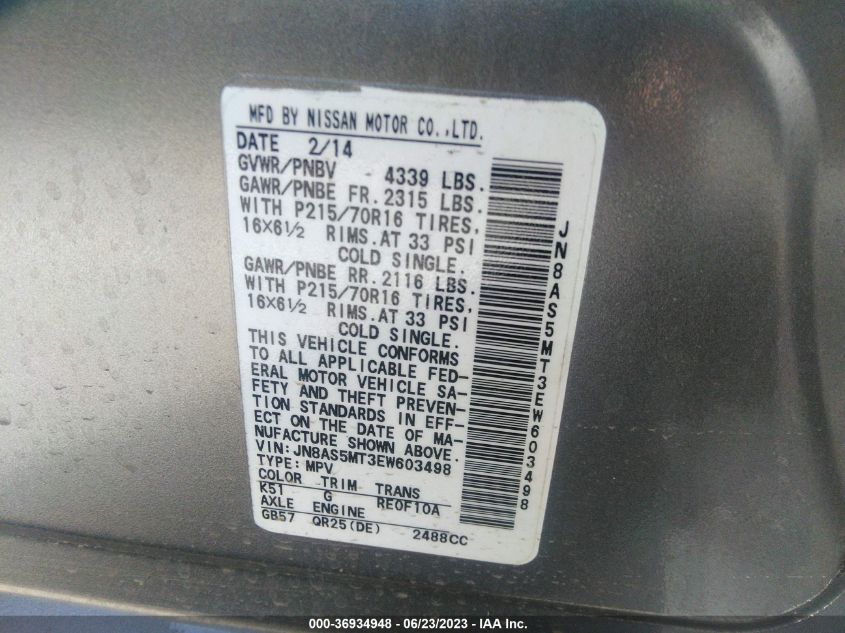 MFD BY NISSAN MOTOR CO.,LTD.
DATE 2/14
GVWR/PNBV 4339 LBS.
GAWR/PNBE FR. 2315 LBS.
WITH P215/70R16 TIRES,
16X6½ RIMS. AT 33 PSI
COLD SINGLE.
GAWR/PNBE RR. 2116 LBS.
WITH P215/70R16 TIRES,
16X6½ RIMS. AT 33 PSI
COLD SINGLE.
THIS VEHICLE CONFORMS
TO ALL APPLICABLE FED-
ERAL MOTOR VEHICLE SA-
FETY AND THEFT PREVEN-
TION STANDARDS IN EFF-
ECT ON THE DATE OF MA-
NUFACTURE SHOWN ABOVE.
VIN:JN8AS5MT3EW603498
TYPE:MPV
COLOR TRIM TRANS
K51 G RE0F10A
AXLE ENGINE
GB57 QR25(DE) 2488CC
JN8AS5MT3EW603498
000-36934948 - 06/23/2023 - IAA Inc.